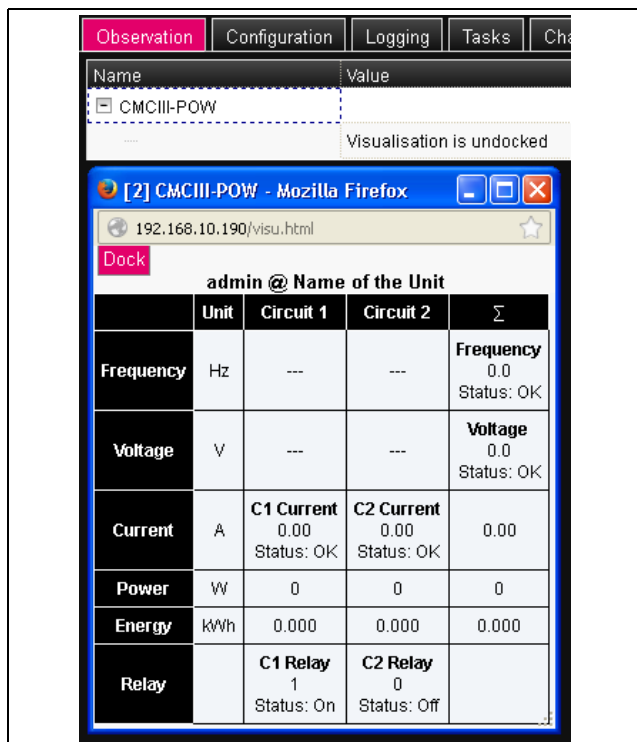 Observation Configuration Logging Tasks Cha
Name Value
CMCIII-POW
Visualisation is undocked
[2] CMCIII-POW - Mozilla Firefox
192.168.10.190/visu.html
Dock
admin @ Name of the Unit
Unit Circuit 1 Circuit 2 Σ
Frequency Hz --- --- Frequency
0.0
Status: OK
Voltage V --- --- Voltage
0.0
Status: OK
Current A C1 Current C2 Current 0.00
0.00 0.00
Status: OK Status: OK
Power W 0 0 0
Energy kWh 0.000 0.000 0.000
Relay C1 Relay C2 Relay
1 0
Status: On Status: Off